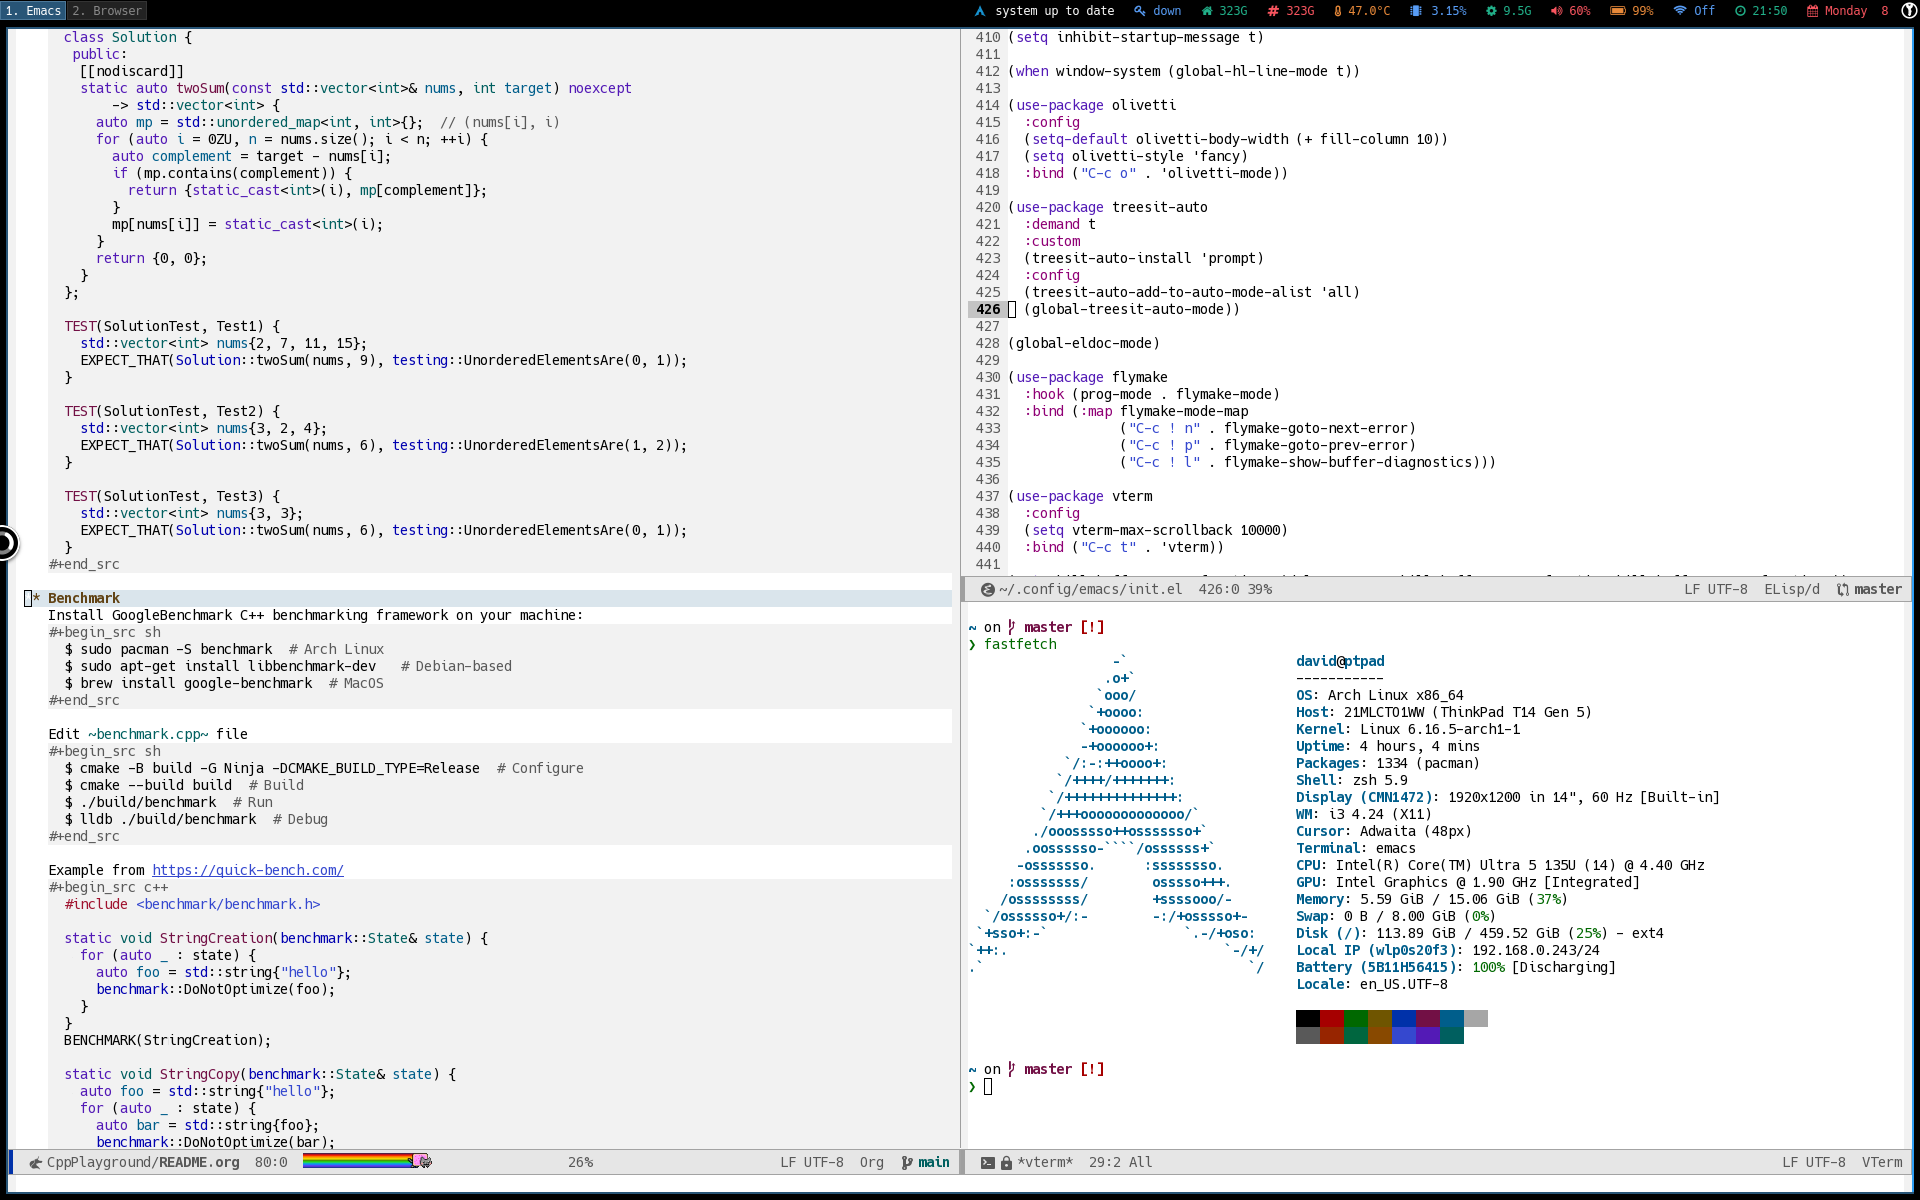 1. Emacs 2. Browser
system up to date down 323G 323G 47.0°C 3.15% 9.5G 60% 99% Off 21:50 Monday 8
class Solution {
public:
[[nodiscard]]
static auto twoSum(const std::vector<int>& nums, int target) noexcept
-> std::vector<int> {
auto mp = std::unordered_map<int, int>{};  // (nums[i], i)
for (auto i = 0ZU, n = nums.size(); i < n; ++i) {
auto complement = target - nums[i];
if (mp.contains(complement)) {
return {static_cast<int>(i), mp[complement]};
}
mp[nums[i]] = static_cast<int>(i);
}
return {0, 0};
}
};
TEST(SolutionTest, Test1) {
std::vector<int> nums{2, 7, 11, 15};
EXPECT_THAT(Solution::twoSum(nums, 9), testing::UnorderedElementsAre(0, 1));
}
TEST(SolutionTest, Test2) {
std::vector<int> nums{3, 2, 4};
EXPECT_THAT(Solution::twoSum(nums, 6), testing::UnorderedElementsAre(1, 2));
}
TEST(SolutionTest, Test3) {
std::vector<int> nums{3, 3};
EXPECT_THAT(Solution::twoSum(nums, 6), testing::UnorderedElementsAre(0, 1));
}
#+end_src
* Benchmark
Install GoogleBenchmark C++ benchmarking framework on your machine:
#+begin_src sh
$ sudo pacman -S benchmark  # Arch Linux
$ sudo apt-get install libbenchmark-dev   # Debian-based
$ brew install google-benchmark  # MacOS
#+end_src
Edit ~benchmark.cpp~ file
#+begin_src sh
$ cmake -B build -G Ninja -DCMAKE_BUILD_TYPE=Release  # Configure
$ cmake --build build  # Build
$ ./build/benchmark  # Run
$ lldb ./build/benchmark  # Debug
#+end_src
Example from https://quick-bench.com/
#+begin_src c++
#include <benchmark/benchmark.h>
static void StringCreation(benchmark::State& state) {
for (auto _ : state) {
auto foo = std::string{"hello"};
benchmark::DoNotOptimize(foo);
}
}
BENCHMARK(StringCreation);
static void StringCopy(benchmark::State& state) {
auto foo = std::string{"hello"};
for (auto _ : state) {
auto bar = std::string{foo};
benchmark::DoNotOptimize(bar);
CppPlayground/README.org  80:0  26%  LF UTF-8  Org  main
410 (setq inhibit-startup-message t)
411
412 (when window-system (global-hl-line-mode t))
413
414 (use-package olivetti
415 :config
416 (setq-default olivetti-body-width (+ fill-column 10))
417 (setq olivetti-style 'fancy)
418 :bind ("C-c o" . 'olivetti-mode))
419
420 (use-package treesit-auto
421 :demand t
422 :custom
423 (treesit-auto-install 'prompt)
424 :config
425 (treesit-auto-add-to-auto-mode-alist 'all)
426 (global-treesit-auto-mode))
427
428 (global-eldoc-mode)
429
430 (use-package flymake
431 :hook (prog-mode . flymake-mode)
432 :bind (:map flymake-mode-map
433 ("C-c ! n" . flymake-goto-next-error)
434 ("C-c ! p" . flymake-goto-prev-error)
435 ("C-c ! l" . flymake-show-buffer-diagnostics)))
436
437 (use-package vterm
438 :config
439 (setq vterm-max-scrollback 10000)
440 :bind ("C-c t" . 'vterm))
441
~/.config/emacs/init.el  426:0 39%  LF UTF-8  ELisp/d  master
~ on master [!]
❯ fastfetch
-`  david@ptpad
.o+`  -----------
`ooo/  OS: Arch Linux x86_64
`+oooo:  Host: 21MLCTO1WW (ThinkPad T14 Gen 5)
`+oooooo:  Kernel: Linux 6.16.5-arch1-1
-+oooooo+:  Uptime: 4 hours, 4 mins
`/:-:++oooo+:  Packages: 1334 (pacman)
`/++++/+++++++:  Shell: zsh 5.9
`/++++++++++++++:  Display (CMN1472): 1920x1200 in 14", 60 Hz [Built-in]
`/+++ooooooooooooo/`  WM: i3 4.24 (X11)
./ooosssso++osssssso+`  Cursor: Adwaita (48px)
.oossssso-````/ossssss+`  Terminal: emacs
-osssssso.      :ssssssso.  CPU: Intel(R) Core(TM) Ultra 5 135U (14) @ 4.40 GHz
:osssssss/        osssso+++.  GPU: Intel Graphics @ 1.90 GHz [Integrated]
/ossssssss/        +ssssooo/-  Memory: 5.59 GiB / 15.06 GiB (37%)
`/ossssso+/:-        -:/+osssso+-  Swap: 0 B / 8.00 GiB (0%)
`+sso+:-`                 `.-/+oso:  Disk (/): 113.89 GiB / 459.52 GiB (25%) - ext4
`++:.                           `-/+/  Local IP (wlp0s20f3): 192.168.0.243/24
.`                                 `/  Battery (5B11H56415): 100% [Discharging]
Locale: en_US.UTF-8
~ on master [!]
❯
*vterm*  29:2 All  LF UTF-8  VTerm